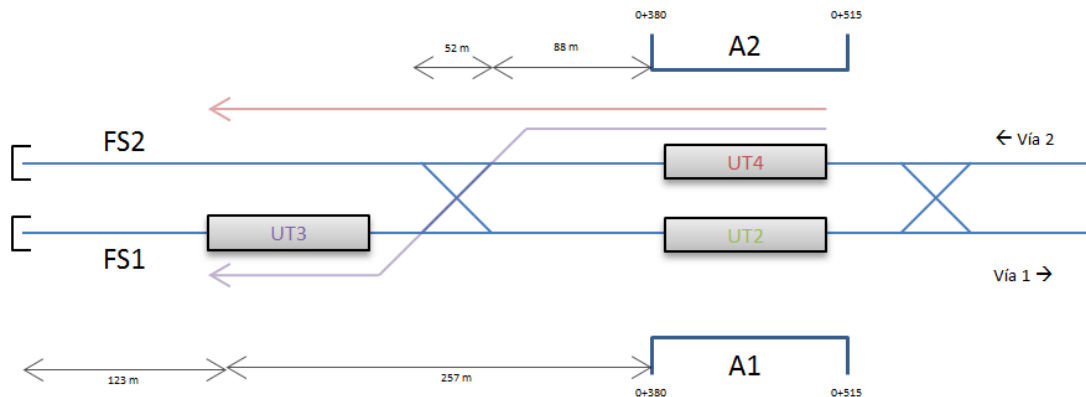 0+380
0+515
A2
52 m
88 m
FS2
← Vía 2
UT4
UT3
UT2
FS1
Vía 1 →
A1
123 m
257 m
0+380
0+515